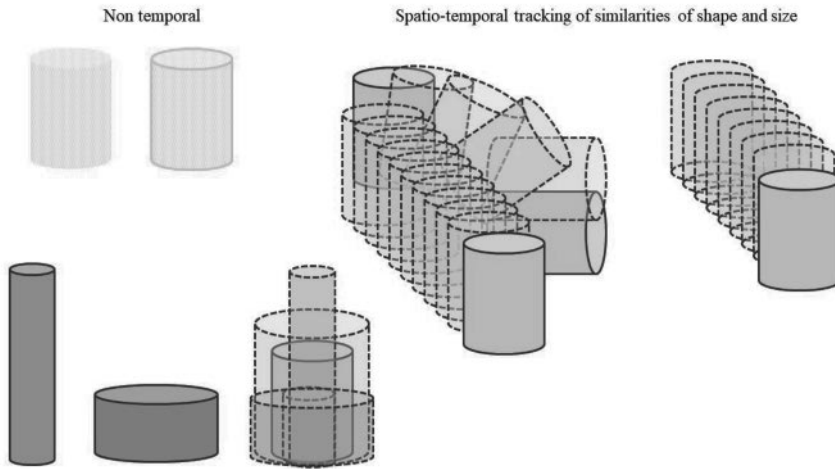 Non temporal
Spatio-temporal tracking of similarities of shape and size